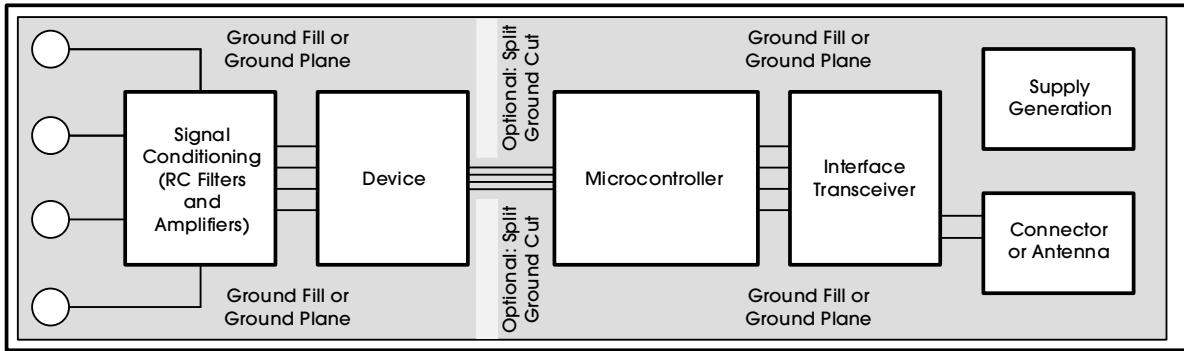 Ground Fill or
Ground Plane
Optional: Split
Ground Cut
Ground Fill or
Ground Plane
Supply
Generation
Signal
Conditioning
(RC Filters
and
Amplifiers)
Device
Microcontroller
Interface
Transceiver
Connector
or Antenna
Ground Fill or
Ground Plane
Optional: Split
Ground Cut
Ground Fill or
Ground Plane